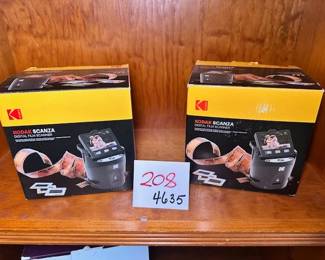 KODAK SCANZA
DIGITAL FILM SCANNER
KODAK SCANZA
DIGITAL FILM SCANNER
208
4635